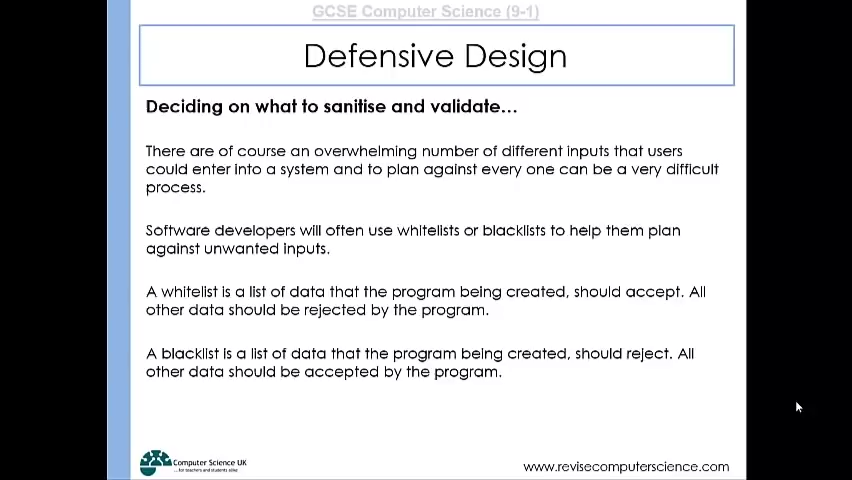 GCSE Computer Science (9-1)
Defensive Design
Deciding on what to sanitise and validate...
There are of course an overwhelming number of different inputs that users
could enter into a system and to plan against every one can be a very difficult
process.
Software developers will often use whitelists or blacklists to help them plan
against unwanted inputs.
A whitelist is a list of data that the program being created, should accept. All
other data should be rejected by the program.
A blacklist is a list of data that the program being created, should reject. All
other data should be accepted by the program.
Computer Science UK
...for teachers and students alike
www.revisecomputerscience.com